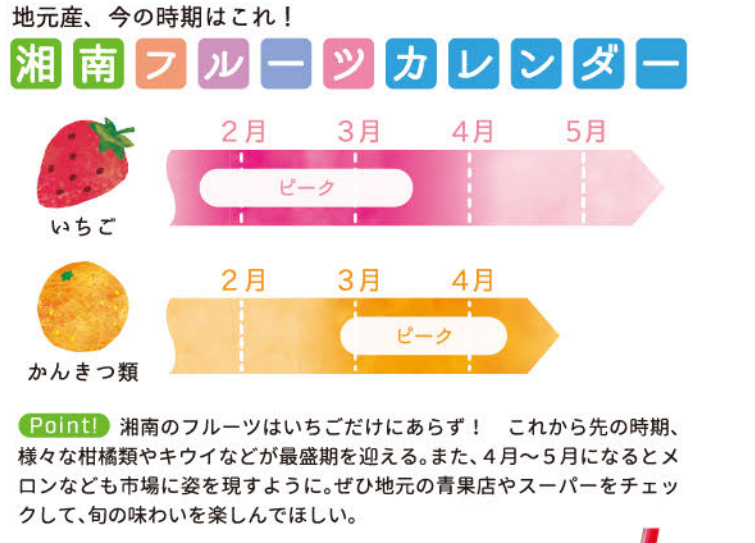 地元産、今の時期はこれ！
湘南フルーツカレンダー
2月 3月 4月 5月
ピーク
いちご
2月 3月 4月
ピーク
かんきつ類
Point! 湘南のフルーツはいちごだけにあらず！　これから先の時期、
様々な柑橘類やキウイなどが最盛期を迎える。また、４月〜５月になるとメ
ロンなども市場に姿を現すように。ぜひ地元の青果店やスーパーをチェッ
クして、旬の味わいを楽しんでほしい。